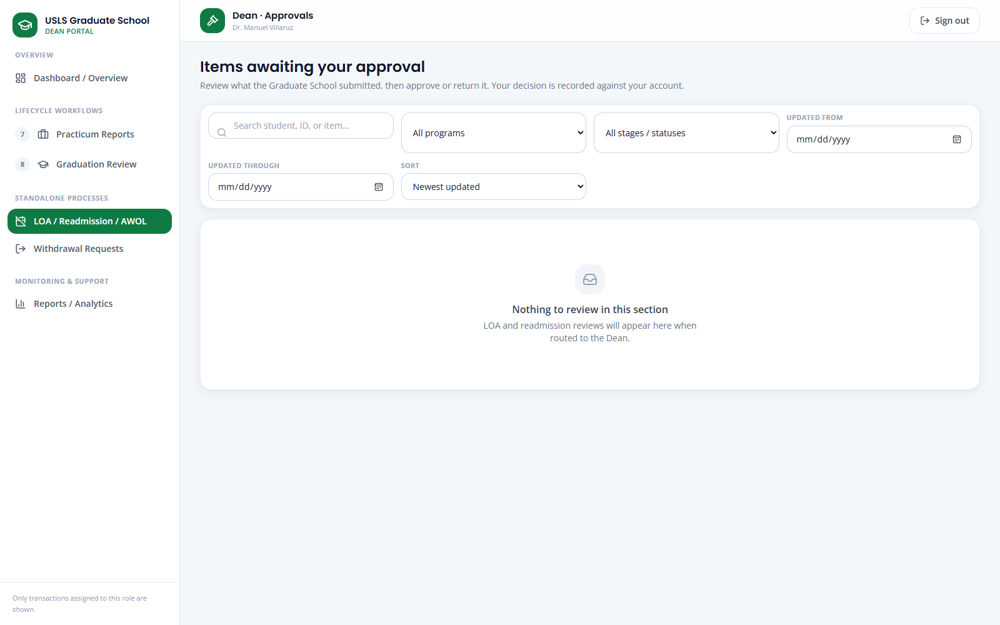 USLS Graduate School
DEAN PORTAL
OVERVIEW
Dashboard / Overview
LIFECYCLE WORKFLOWS
7 Practicum Reports
8 Graduation Review
STANDALONE PROCESSES
LOA / Readmission / AWOL
Withdrawal Requests
MONITORING & SUPPORT
Reports / Analytics
Only transactions assigned to this role are
shown.
Dean · Approvals
Dr. Manuel Villaruz
Sign out
Items awaiting your approval
Review what the Graduate School submitted, then approve or return it. Your decision is recorded against your account.
Search student, ID, or item...
All programs
All stages / statuses
UPDATED FROM
mm/dd/yyyy
UPDATED THROUGH
mm/dd/yyyy
SORT
Newest updated
Nothing to review in this section
LOA and readmission reviews will appear here when
routed to the Dean.